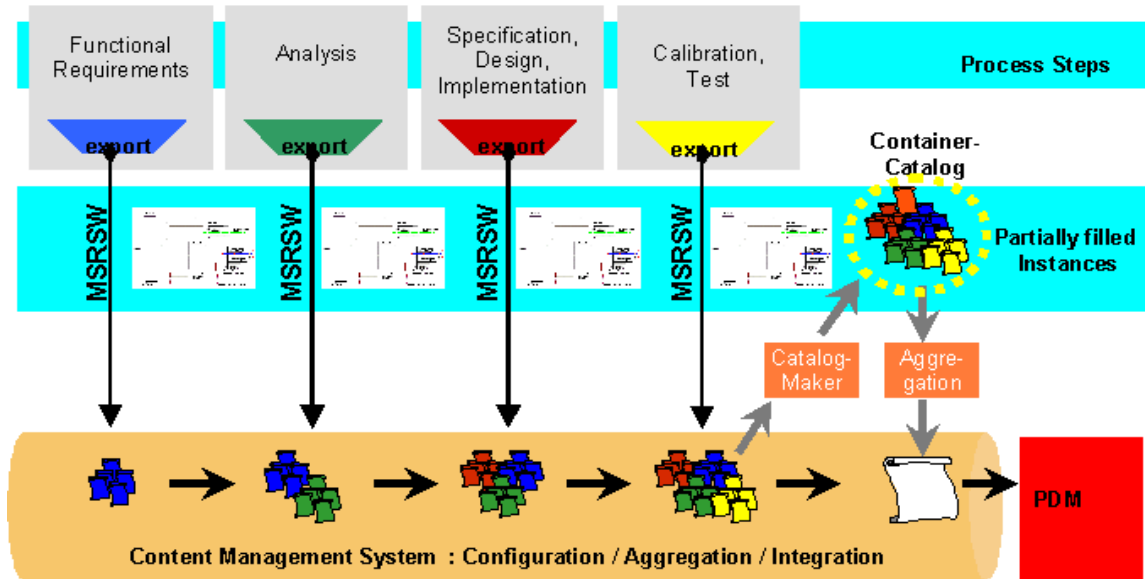 Functional
Requirements
Analysis
Specification,
Design,
Implementation
Calibration,
Test
Process Steps
export
export
export
export
Container-
Catalog
MSRSW
MSRSW
MSRSW
MSRSW
Partially filled
Instances
Catalog-
Maker
Aggre-
gation
PDM
Content Management System : Configuration / Aggregation / Integration